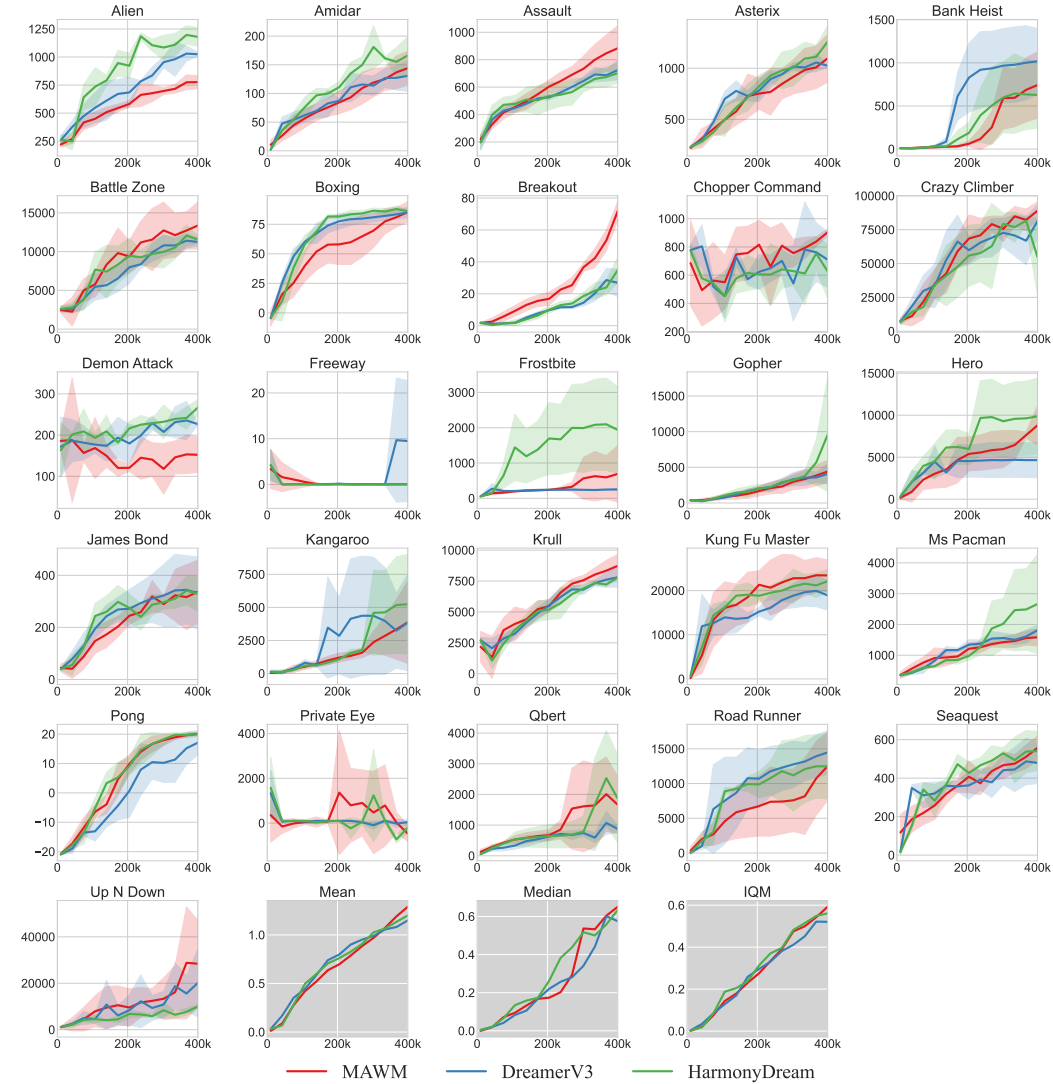 Alien Amidar Assault Asterix Bank Heist
1250 1000 750 500 250
200 150 100 50 0
1000 800 600 400 200
1000 500
1500 1000 500 0
0 200k 400k 0 200k 400k 0 200k 400k 0 200k 400k 0 200k 400k
Battle Zone Boxing Breakout Chopper Command Crazy Climber
15000 10000 5000 0
75 50 25 0
80 60 40 20 0
1000 800 600 400 200
100000 75000 50000 25000 0
0 200k 400k 0 200k 400k 0 200k 400k 0 200k 400k 0 200k 400k
Demon Attack Freeway Frostbite Gopher Hero
300 200 100
20 10 0
3000 2000 1000 0
15000 10000 5000 0
15000 10000 5000 0
0 200k 400k 0 200k 400k 0 200k 400k 0 200k 400k 0 200k 400k
James Bond Kangaroo Krull Kung Fu Master Ms Pacman
400 200 0
7500 5000 2500 0
10000 7500 5000 2500 0
20000 10000 0
4000 3000 2000 1000 0
0 200k 400k 0 200k 400k 0 200k 400k 0 200k 400k 0 200k 400k
Pong Private Eye Qbert Road Runner Seaquest
20 10 0 −10 −20
4000 2000 0
4000 3000 2000 1000 0
15000 10000 5000 0
600 400 200 0
0 200k 400k 0 200k 400k 0 200k 400k 0 200k 400k 0 200k 400k
Up N Down Mean Median IQM
40000 20000 0
1.0 0.5 0.0
0.6 0.4 0.2 0.0
0.6 0.4 0.2 0.0
0 200k 400k 0 200k 400k 0 200k 400k 0 200k 400k
MAWM DreamerV3 HarmonyDream